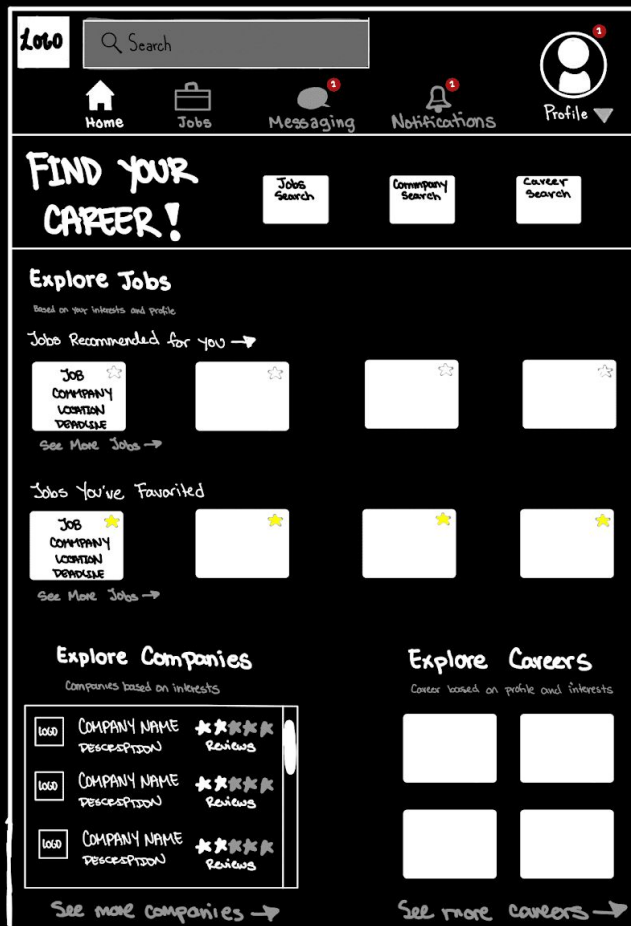 LOGO
Search
1
Home
Jobs
2
Messaging
1
Notifications
Profile
FIND YOUR
CAREER!
Jobs
Search
Commpany
Search
Career
Search
Explore Jobs
Based on your interests and profile
Jobs Recommended for you →
JOB
COMMPANY
LOCATION
DEADLINE
See More Jobs →
Jobs You've Favorited
JOB
COMMPANY
LOCATION
DEADLINE
See More Jobs →
Explore Companies
Companies based on interests
LOGO COMPANY NAME
DESCRIPTION Reviews
LOGO COMPANY NAME
DESCRIPTION Reviews
LOGO COMPANY NAME
DESCRIPTION Reviews
See more companies →
Explore Careers
Career based on profile and interests
See more careers →